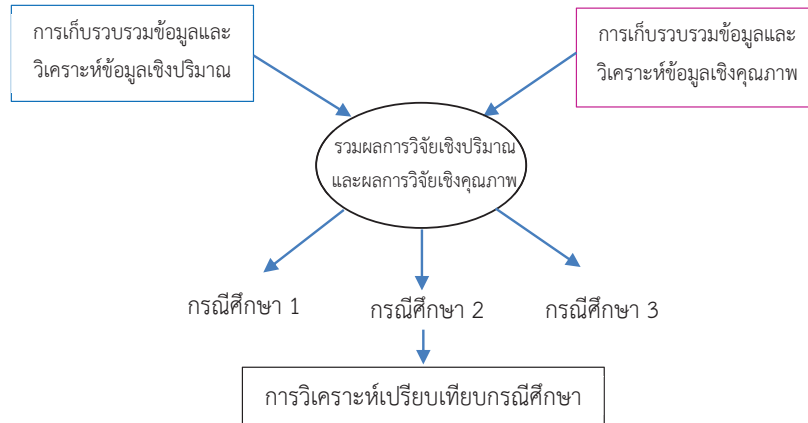 การเก็บรวบรวมข้อมูลและ
วิเคราะห์ข้อมูลเชิงปริมาณ
การเก็บรวบรวมข้อมูลและ
วิเคราะห์ข้อมูลเชิงคุณภาพ
รวมผลการวิจัยเชิงปริมาณ
และผลการวิจัยเชิงคุณภาพ
กรณีศึกษา 1
กรณีศึกษา 2
กรณีศึกษา 3
การวิเคราะห์เปรียบเทียบกรณีศึกษา